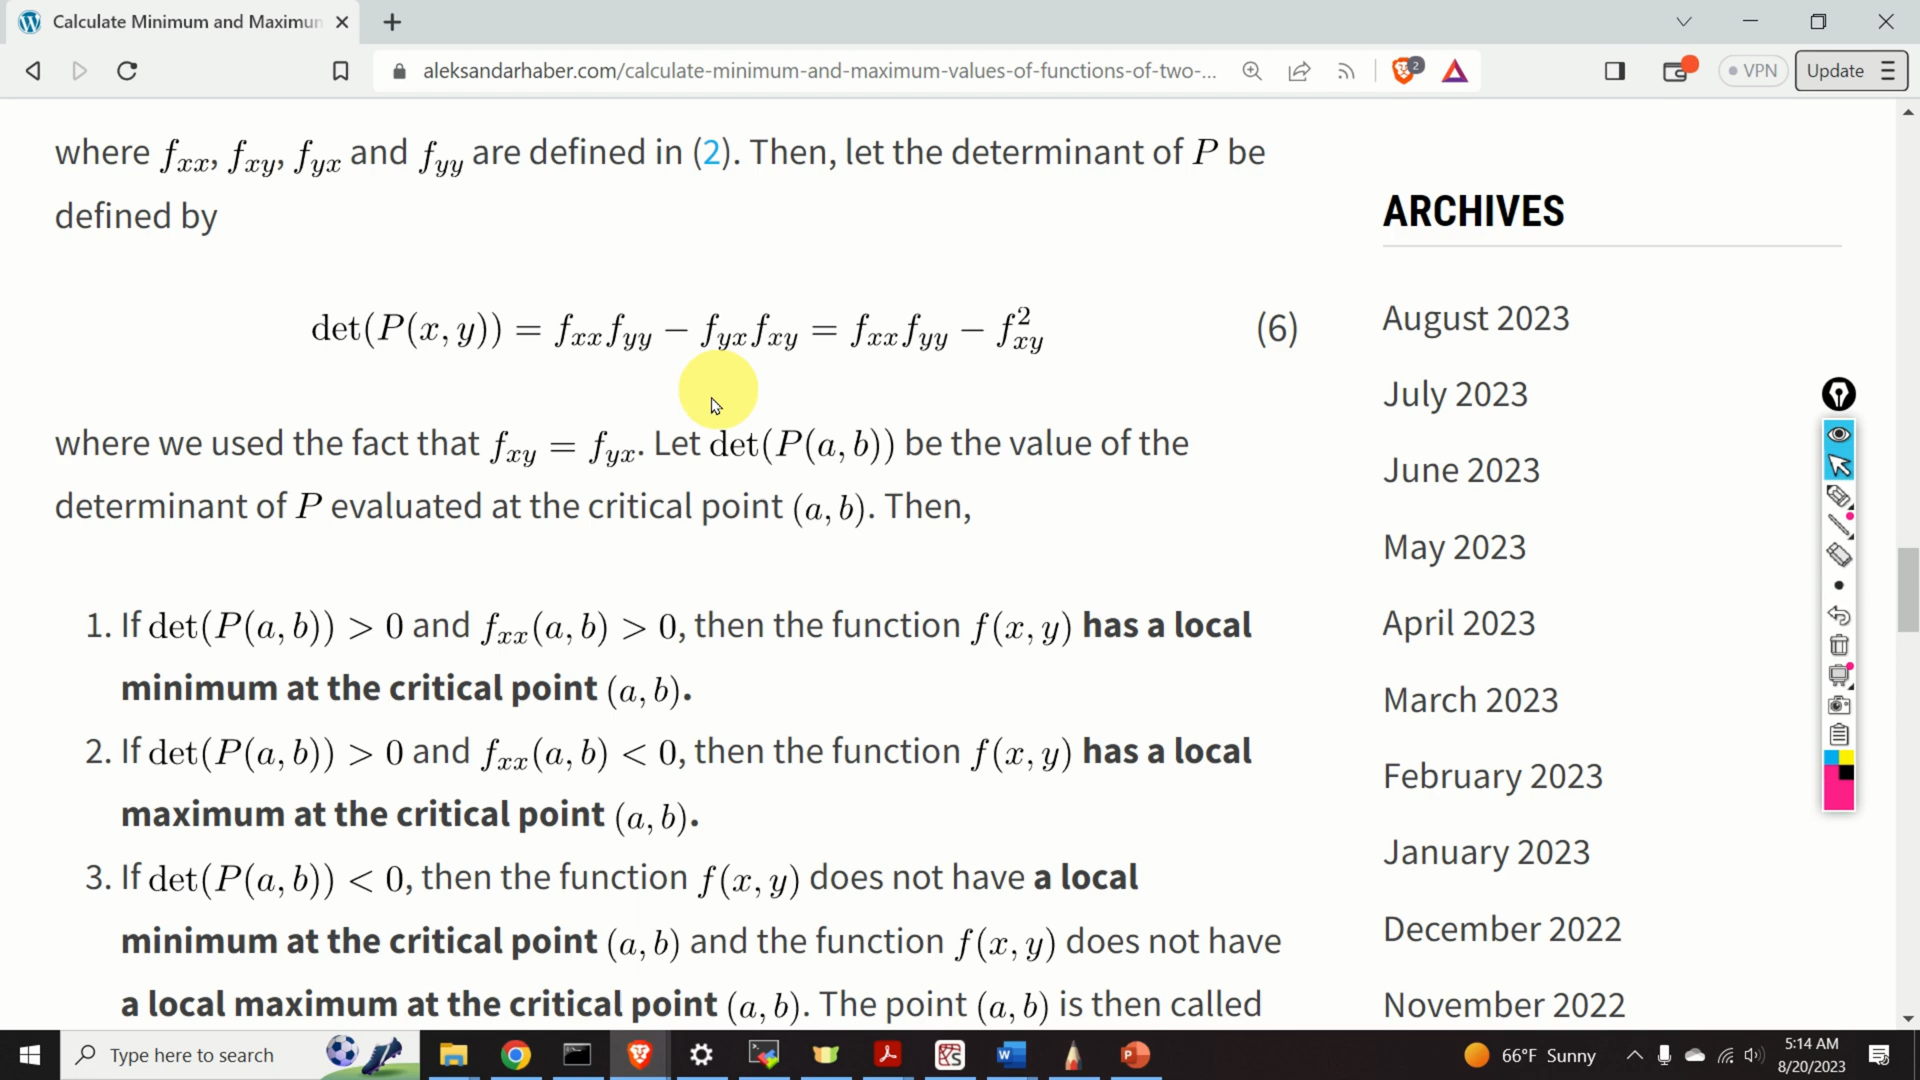 Calculate Minimum and Maximum
aleksandarhaber.com/calculate-minimum-and-maximum-values-of-functions-of-two-...
2
VPN
Update
where f_xx, f_xy, f_yx and f_yy are defined in (2). Then, let the determinant of P be
defined by
det(P(x, y)) = f_xx f_yy − f_yx f_xy = f_xx f_yy − f_xy^2 (6)
where we used the fact that f_xy = f_yx. Let det(P(a, b)) be the value of the
determinant of P evaluated at the critical point (a, b). Then,
1. If det(P(a, b)) > 0 and f_xx(a, b) > 0, then the function f(x, y) has a local
minimum at the critical point (a, b).
2. If det(P(a, b)) > 0 and f_xx(a, b) < 0, then the function f(x, y) has a local
maximum at the critical point (a, b).
3. If det(P(a, b)) < 0, then the function f(x, y) does not have a local
minimum at the critical point (a, b) and the function f(x, y) does not have
a local maximum at the critical point (a, b). The point (a, b) is then called
ARCHIVES
August 2023
July 2023
June 2023
May 2023
April 2023
March 2023
February 2023
January 2023
December 2022
November 2022
Type here to search
66°F Sunny
5:14 AM
8/20/2023